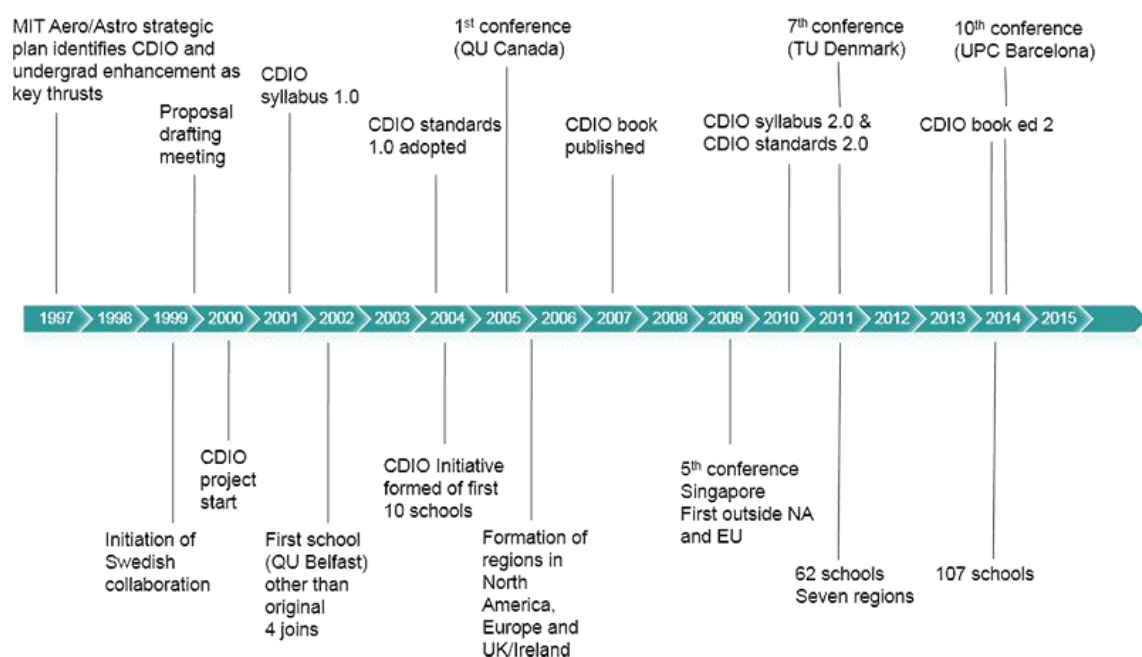 MIT Aero/Astro strategic
plan identifies CDIO and
undergrad enhancement as
key thrusts
Proposal
drafting
meeting
CDIO
syllabus 1.0
CDIO standards
1.0 adopted
1st conference
(QU Canada)
CDIO book
published
CDIO syllabus 2.0 &
CDIO standards 2.0
7th conference
(TU Denmark)
10th conference
(UPC Barcelona)
CDIO book ed 2
1997 1998 1999 2000 2001 2002 2003 2004 2005 2006 2007 2008 2009 2010 2011 2012 2013 2014 2015
Initiation of
Swedish
collaboration
CDIO
project
start
First school
(QU Belfast)
other than
original
4 joins
CDIO Initiative
formed of first
10 schools
Formation of
regions in
North
America,
Europe and
UK/Ireland
5th conference
Singapore
First outside NA
and EU
62 schools
Seven regions
107 schools